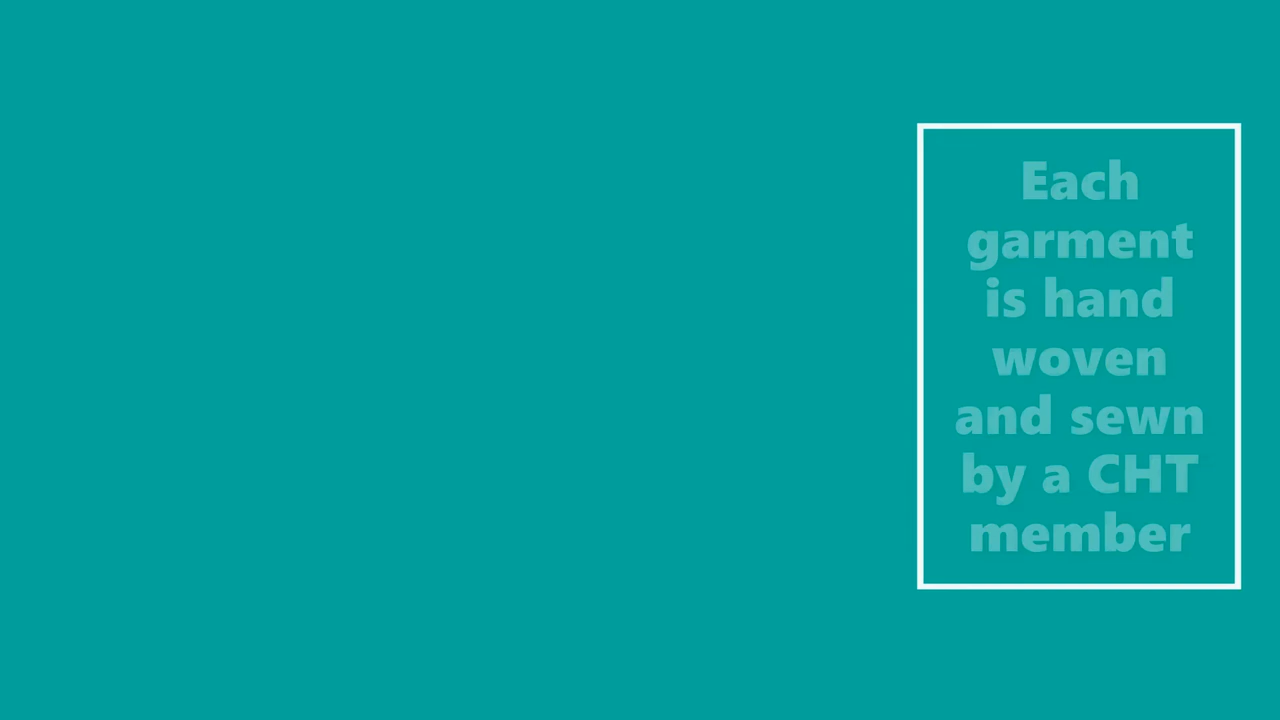 Each
garment
is hand
woven
and sewn
by a CHT
member